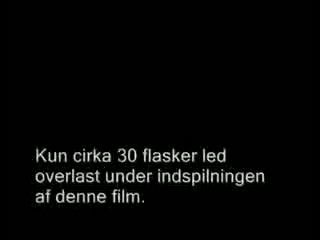 Kun cirka 30 flasker led
overlast under indspilningen
af denne film.